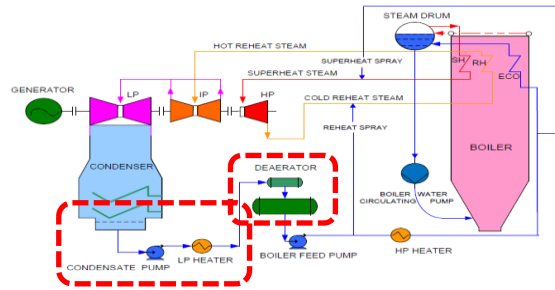 STEAM DRUM
HOT REHEAT STEAM
LP
IP
HP
SUPERHEAT SPRAY
SH
RH
GENERATOR
SUPERHEAT STEAM
ECO
COLD REHEAT STEAM
REHEAT SPRAY
BOILER
CONDENSER
DEAERATOR
BOILER WATER
CIRCULATING PUMP
CONDENSATE PUMP
LP HEATER
BOILER FEED PUMP
HP HEATER